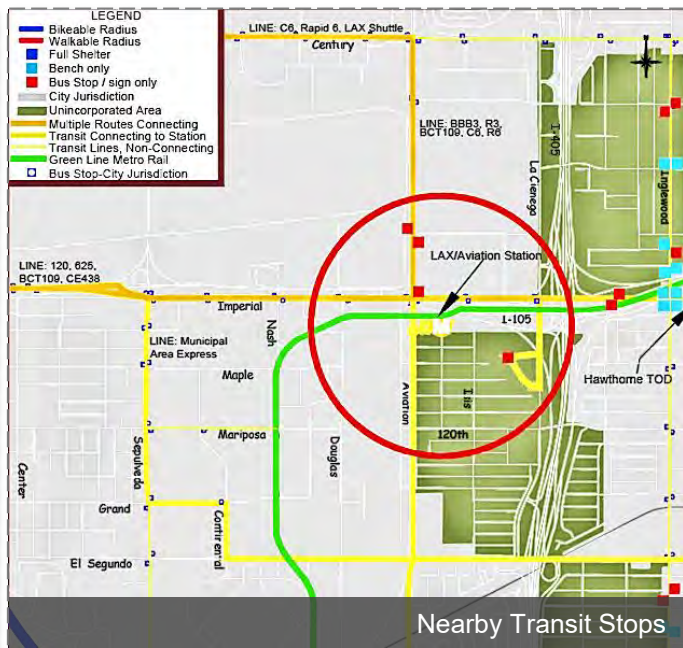 LEGEND
Bikeable Radius
Walkable Radius
Full Shelter
Bench only
Bus Stop / sign only
City Jurisdiction
Unincorporated Area
Multiple Routes Connecting
Transit Connecting to Station
Transit Lines, Non-Connecting
Green Line Metro Rail
Bus Stop-City Jurisdiction
LINE: C6, Rapid 6, LAX Shuttle
Century
LINE: BBB3, R3,
BCT109, C6, R6
I-405
La Cienega
Inglewood
LAX/Aviation Station
LINE: 120, 625,
BCT109, CE438
Imperial
1-105
Nash
LINE: Municipal
Area Express
Maple
Hawthorne TOD
Aviation
Iris
Mariposa
120th
Sepulveda
Douglas
Center
Grand
Continental
El Segundo
Nearby Transit Stops